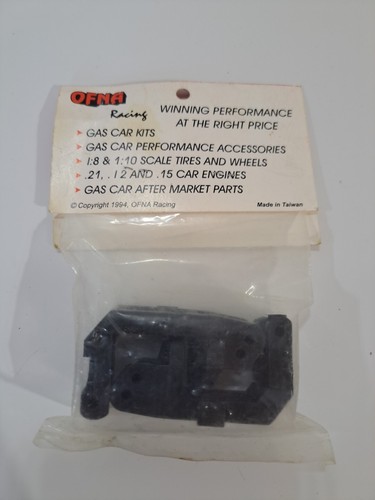 OFNA
Racing
WINNING PERFORMANCE
AT THE RIGHT PRICE
➤ GAS CAR KITS
➤ GAS CAR PERFORMANCE ACCESSORIES
➤ 1:8 & 1:10 SCALE TIRES AND WHEELS
➤ .21, .12 AND .15 CAR ENGINES
➤ GAS CAR AFTER MARKET PARTS
© Copyright 1994, OFNA Racing
Made in Taiwan